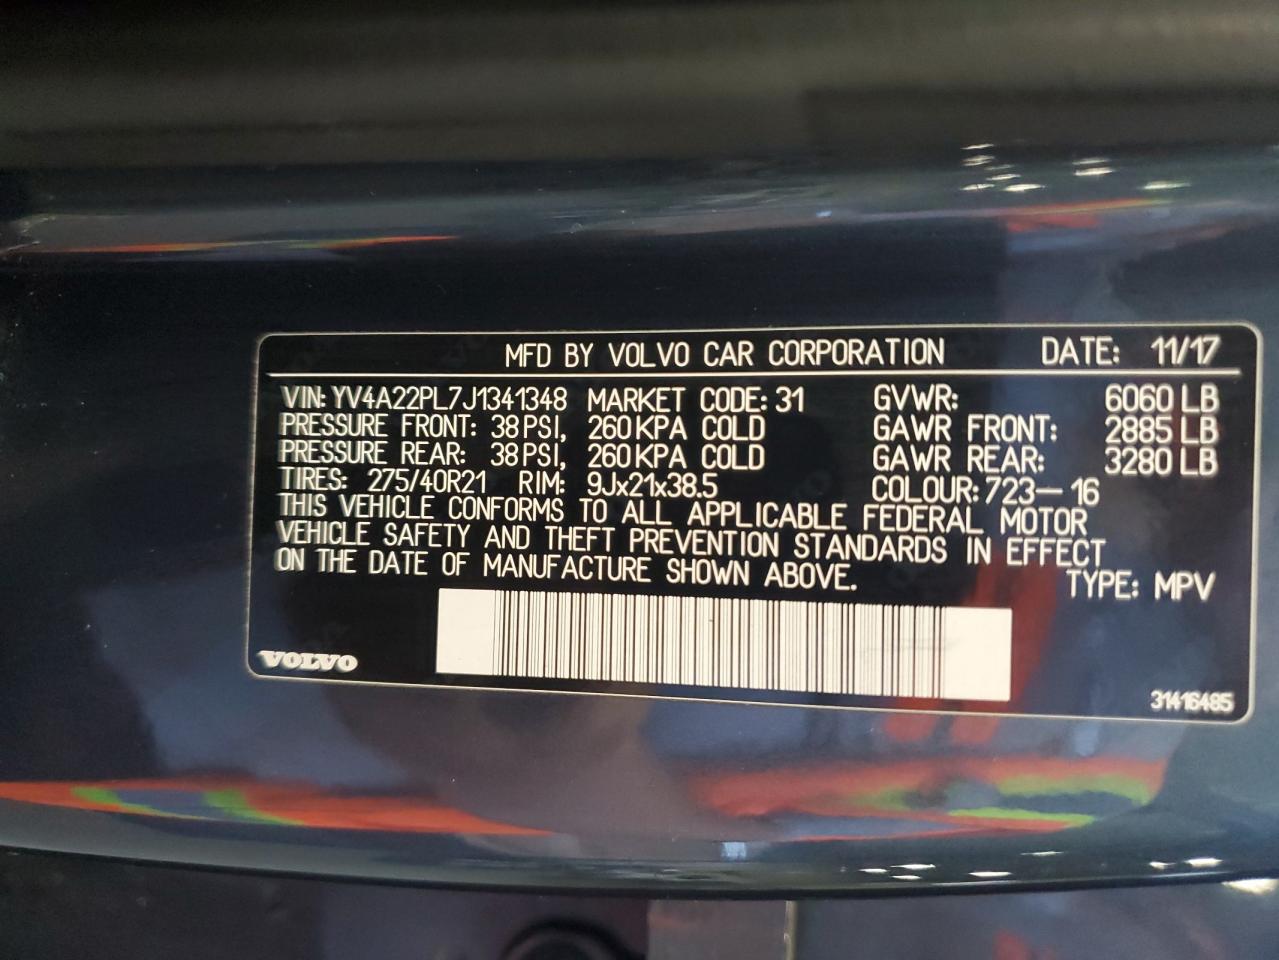 MFD BY VOLVO CAR CORPORATION DATE: 11/17
VIN: YV4A22PL7J1341348 MARKET CODE: 31 GVWR: 6060 LB
PRESSURE FRONT: 38 PSI, 260 KPA COLD GAWR FRONT: 2885 LB
PRESSURE REAR: 38 PSI, 260 KPA COLD GAWR REAR: 3280 LB
TIRES: 275/40R21 RIM: 9Jx21x38.5 COLOUR: 723-16
THIS VEHICLE CONFORMS TO ALL APPLICABLE FEDERAL MOTOR
VEHICLE SAFETY AND THEFT PREVENTION STANDARDS IN EFFECT
ON THE DATE OF MANUFACTURE SHOWN ABOVE. TYPE: MPV
VOLVO
31416485